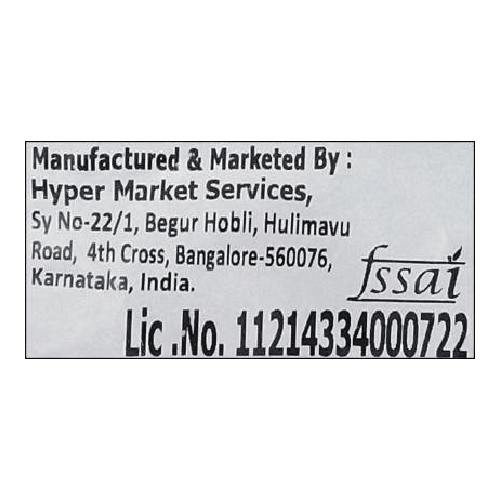 Manufactured & Marketed By :
Hyper Market Services,
Sy No-22/1, Begur Hobli, Hulimavu
Road, 4th Cross, Bangalore-560076,
Karnataka, India.
fssai
Lic .No. 11214334000722